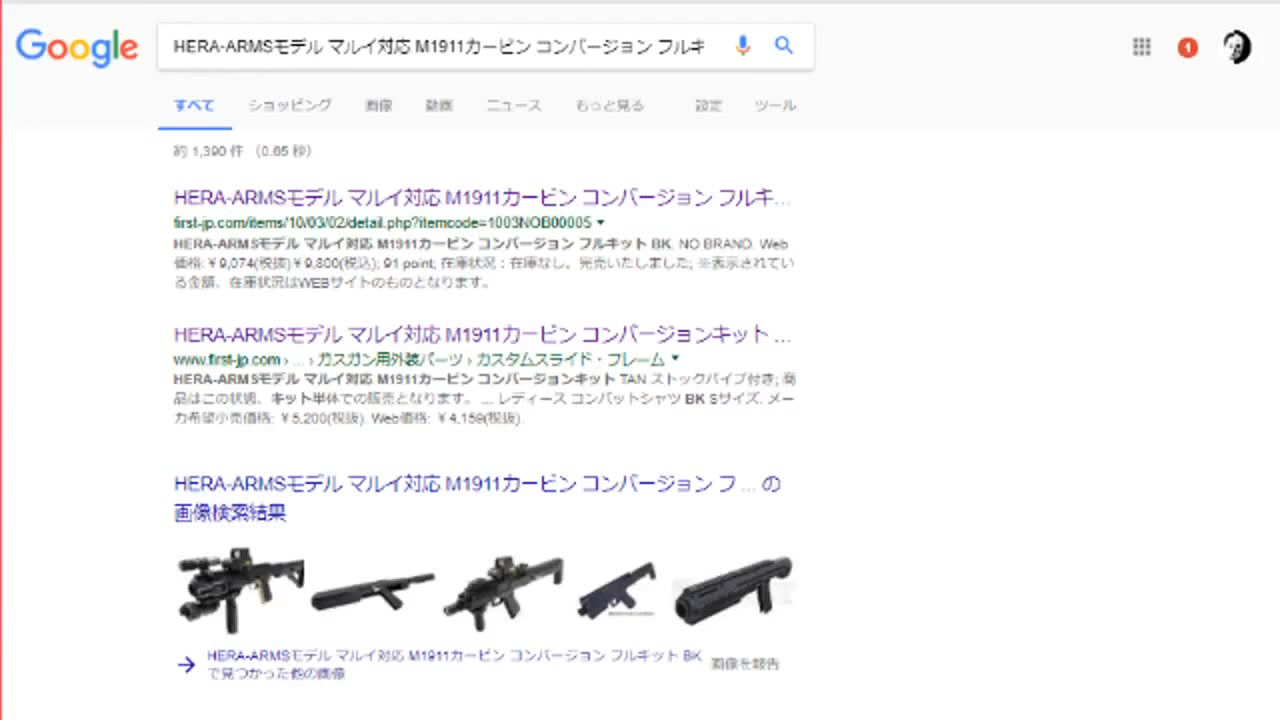 Google
HERA-ARMSモデル マルイ対応 M1911カービン コンバージョン フルキ
1
すべて ショッピング 画像 動画 ニュース もっと見る 設定 ツール
約 1,390 件 （0.65 秒）
HERA-ARMSモデル マルイ対応 M1911カービン コンバージョン フルキ...
first-jp.com/items/10/03/02/detail.php?itemcode=1003NOB00005
HERA-ARMSモデル マルイ対応 M1911カービン コンバージョン フルキット BK. NO BRAND. Web
価格: ￥9,074(税抜)￥9,800(税込); 91 point; 在庫状況：在庫なし。完売いたしました; ※表示されてい
る金額、在庫状況はWEBサイトのものとなります。
HERA-ARMSモデル マルイ対応 M1911カービン コンバージョンキット ...
www.first-jp.com › ... › ガスガン用外装パーツ › カスタムスライド・フレーム
HERA-ARMSモデル マルイ対応 M1911カービン コンバージョンキット TAN ストックパイプ付き; 商
品はこの状態、キット単体での販売となります。 ... レディース コンバットシャツ BK Sサイズ. メー
カ希望小売価格: ￥5,200(税抜). Web価格: ￥4,159(税抜).
HERA-ARMSモデル マルイ対応 M1911カービン コンバージョン フ ... の
画像検索結果
HERA-ARMSモデル マルイ対応 M1911カービン コンバージョン フルキット BK
で見つかった他の画像
画像を報告